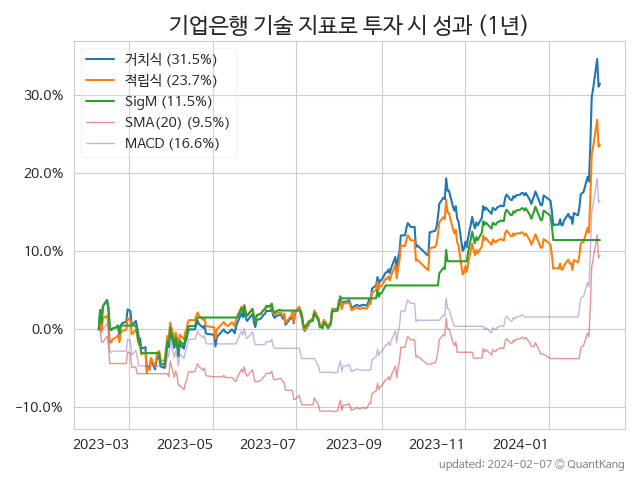 기업은행 기술 지표로 투자 시 성과 (1년)
거치식 (31.5%)
적립식 (23.7%)
SigM (11.5%)
SMA(20) (9.5%)
MACD (16.6%)
30.0%
20.0%
10.0%
0.0%
−10.0%
2023−03 2023−05 2023−07 2023−09 2023−11 2024−01
updated: 2024-02-07 © QuantKang